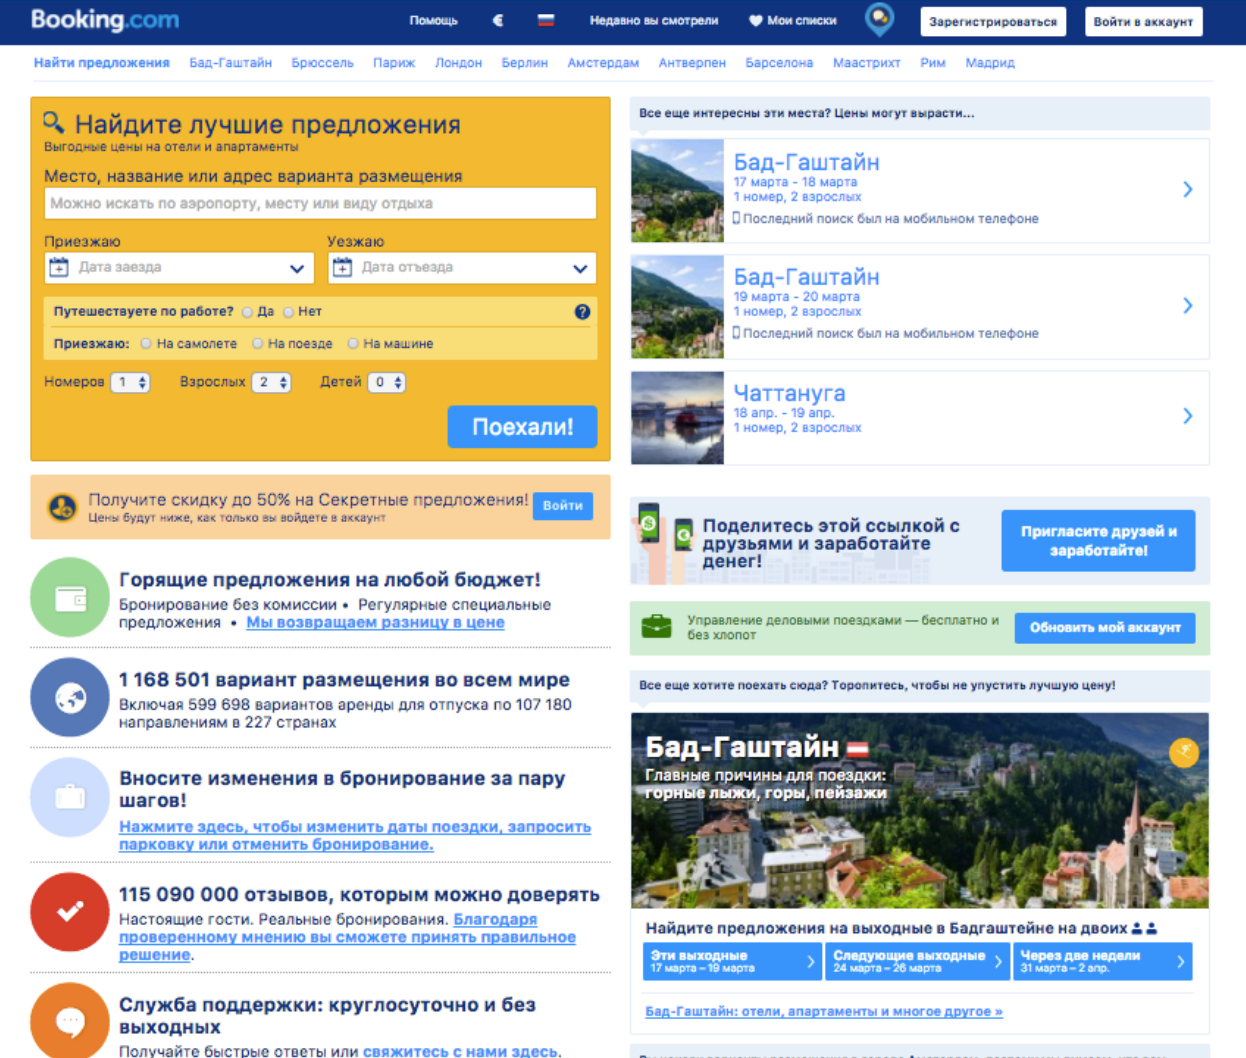 Booking.com
Помощь € Недавно вы смотрели Мои списки Зарегистрироваться Войти в аккаунт
Найти предложения Бад-Гаштайн Брюссель Париж Лондон Берлин Амстердам Антверпен Барселона Маастрихт Рим Мадрид
Найдите лучшие предложения
Выгодные цены на отели и апартаменты
Место, название или адрес варианта размещения
Можно искать по аэропорту, месту или виду отдыха
Приезжаю Уезжаю
Дата заезда Дата отъезда
Путешествуете по работе? Да Нет ?
Приезжаю: На самолете На поезде На машине
Номеров 1 Взрослых 2 Детей 0
Поехали!
Получите скидку до 50% на Секретные предложения!
Цены будут ниже, как только вы войдете в аккаунт
Войти
Горящие предложения на любой бюджет!
Бронирование без комиссии • Регулярные специальные
предложения • Мы возвращаем разницу в цене
1 168 501 вариант размещения во всем мире
Включая 599 698 вариантов аренды для отпуска по 107 180
направлениям в 227 странах
Вносите изменения в бронирование за пару
шагов!
Нажмите здесь, чтобы изменить даты поездки, запросить
парковку или отменить бронирование.
115 090 000 отзывов, которым можно доверять
Настоящие гости. Реальные бронирования. Благодаря
проверенному мнению вы сможете принять правильное
решение.
Служба поддержки: круглосуточно и без
выходных
Получайте быстрые ответы или свяжитесь с нами здесь.
Все еще интересны эти места? Цены могут вырасти...
Бад-Гаштайн
17 марта - 18 марта
1 номер, 2 взрослых
Последний поиск был на мобильном телефоне
Бад-Гаштайн
19 марта - 20 марта
1 номер, 2 взрослых
Последний поиск был на мобильном телефоне
Чаттануга
18 апр. - 19 апр.
1 номер, 2 взрослых
Поделитесь этой ссылкой с
друзьями и заработайте
денег!
Пригласите друзей и
заработайте!
Управление деловыми поездками — бесплатно и
без хлопот
Обновить мой аккаунт
Все еще хотите поехать сюда? Торопитесь, чтобы не упустить лучшую цену!
Бад-Гаштайн
Главные причины для поездки:
горные лыжи, горы, пейзажи
Найдите предложения на выходные в Бадгаштейне на двоих
Эти выходные
17 марта – 19 марта
Следующие выходные
24 марта – 26 марта
Через две недели
31 марта – 2 апр.
Бад-Гаштайн: отели, апартаменты и многое другое »